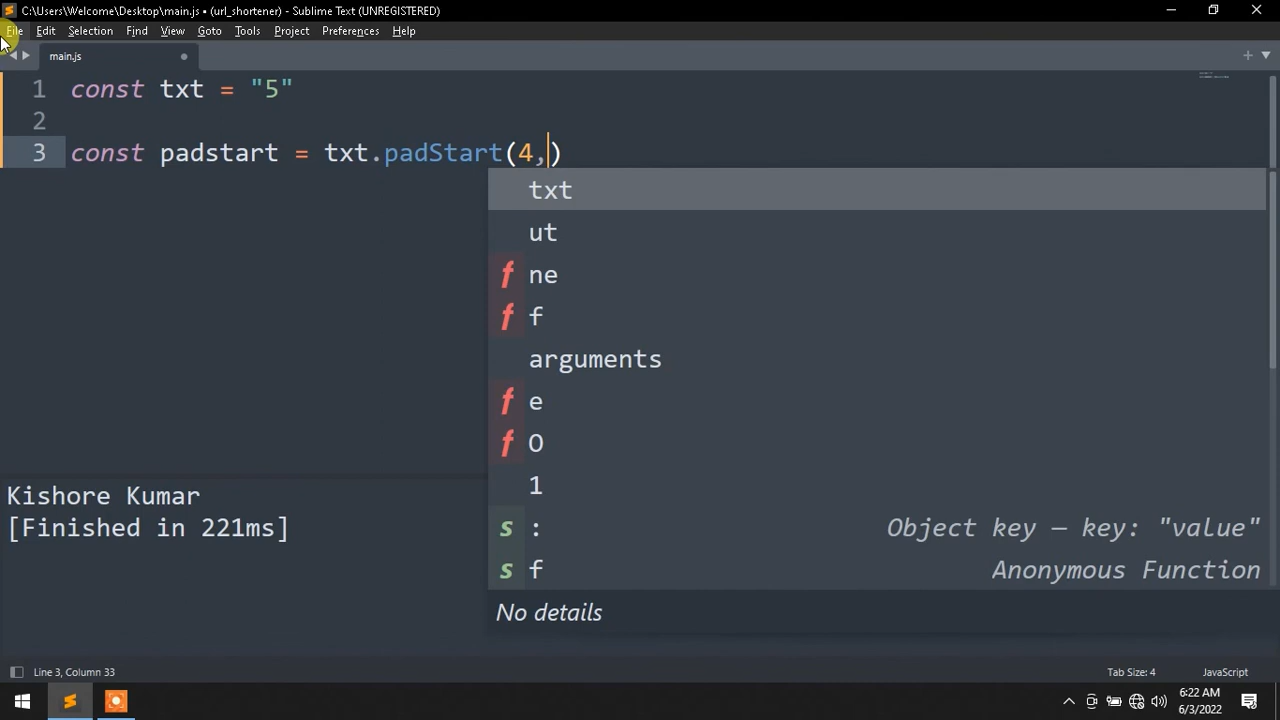 C:\Users\Welcome\Desktop\main.js • (url_shortener) - Sublime Text (UNREGISTERED)
File Edit Selection Find View Goto Tools Project Preferences Help
main.js
1 const txt = "5"
2
3 const padstart = txt.padStart(4,)
txt
ut
f ne
f f
arguments
f e
f O
1
s : Object key — key: "value"
s f Anonymous Function
No details
Kishore Kumar
[Finished in 221ms]
Line 3, Column 33 Tab Size: 4 JavaScript
6:22 AM
6/3/2022